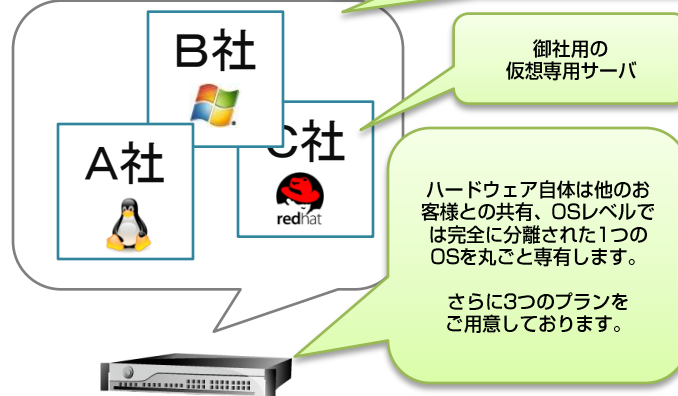 B社
御社用の
仮想専用サーバ
C社
A社
redhat
ハードウェア自体は他のお
客様との共有、OSレベルで
は完全に分離された1つの
OSを丸ごと専有します。
さらに3つのプランを
ご用意しております。